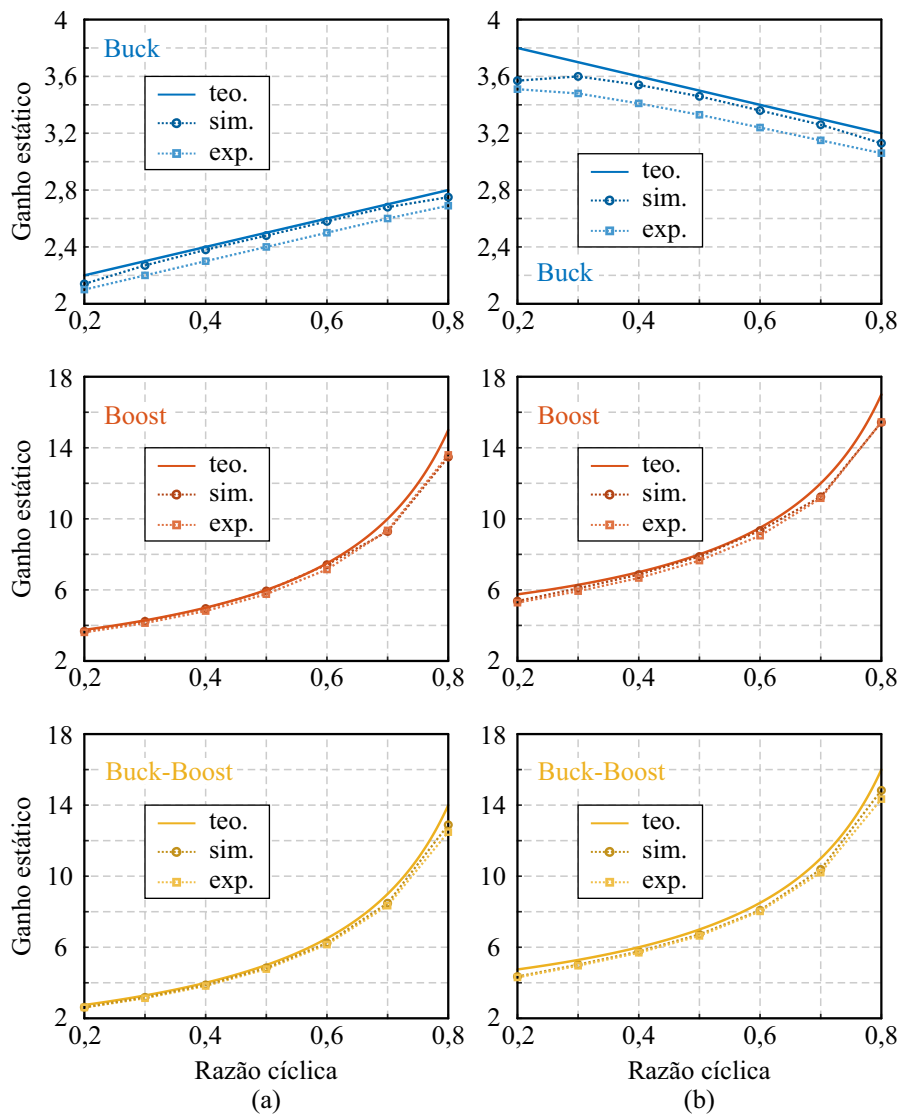 4
3,6
3,2
2,8
2,4
2
Ganho estático
Buck
teo.
sim.
exp.
0,2
0,4
0,6
0,8
4
3,6
3,2
2,8
2,4
2
teo.
sim.
exp.
Buck
0,2
0,4
0,6
0,8
18
14
10
6
2
Ganho estático
Boost
teo.
sim.
exp.
0,2
0,4
0,6
0,8
18
14
10
6
2
Boost
teo.
sim.
exp.
0,2
0,4
0,6
0,8
18
14
10
6
2
Ganho estático
Buck-Boost
teo.
sim.
exp.
0,2
0,4
0,6
0,8
Razão cíclica
(a)
18
14
10
6
2
Buck-Boost
teo.
sim.
exp.
0,2
0,4
0,6
0,8
Razão cíclica
(b)